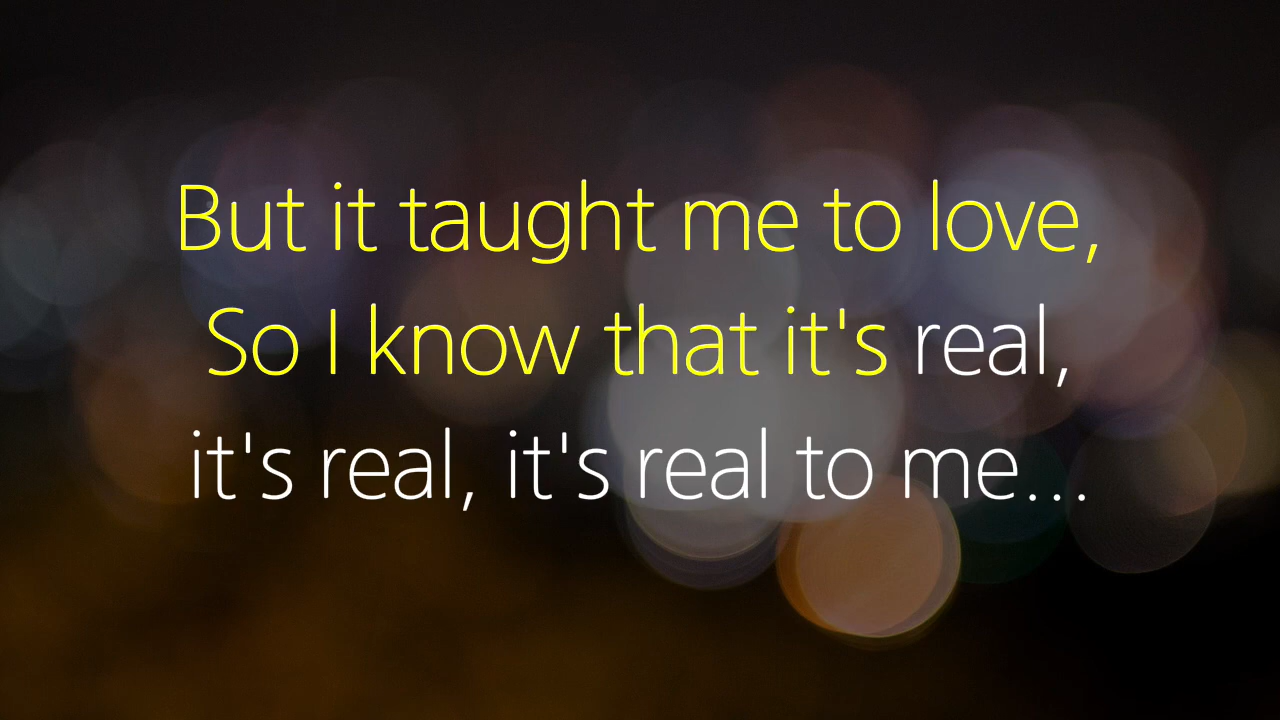 But it taught me to love,
So I know that it's real,
it's real, it's real to me...